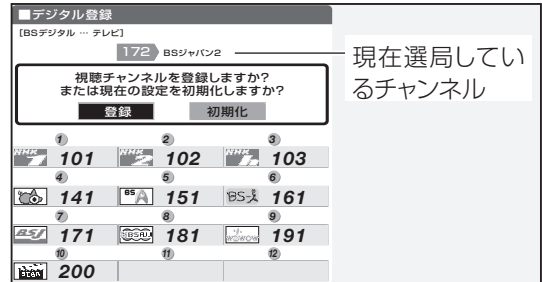 ■デジタル登録
[BSデジタル … テレビ]
172 BSジャパン2
現在選局してい
るチャンネル
視聴チャンネルを登録しますか?
または現在の設定を初期化しますか?
登録 初期化
① ② ③
101 102 103
④ ⑤ ⑥
141 BSA 151 BS 161
⑦ ⑧ ⑨
BSJ 171 181 WOWOW 191
⑩ ⑪ ⑫
200